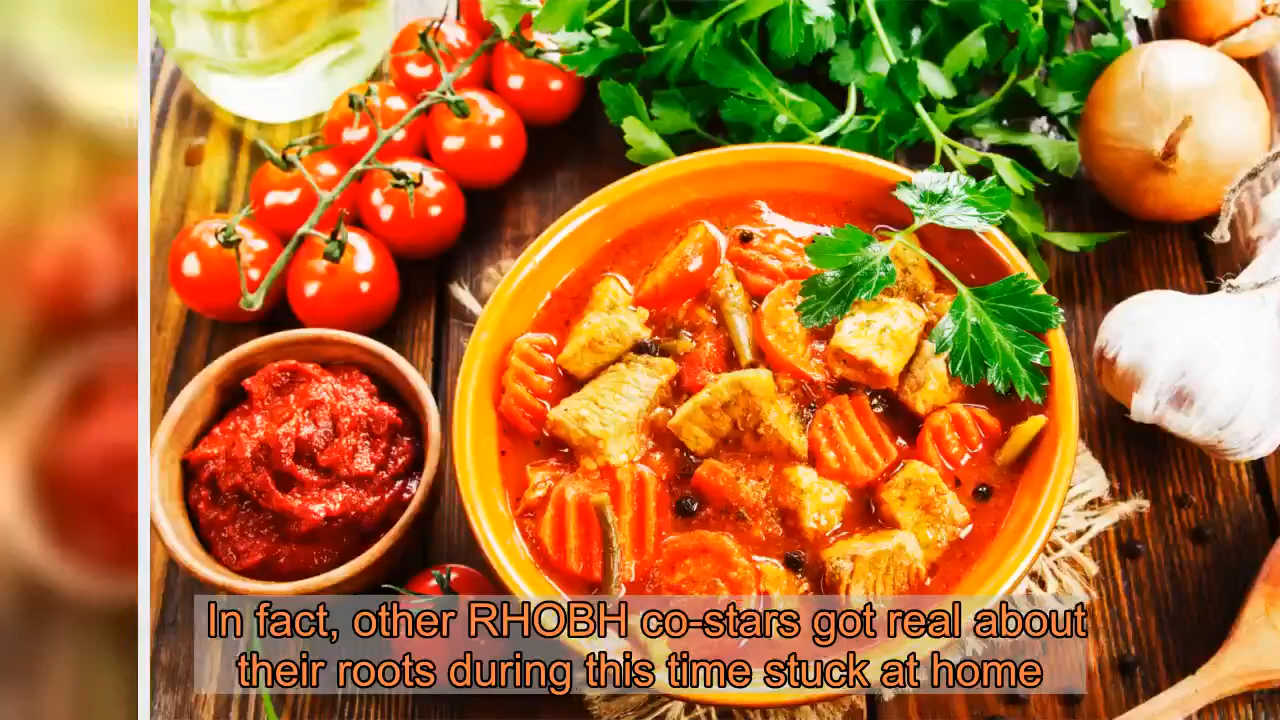 In fact, other RHOBH co-stars got real about
their roots during this time stuck at home